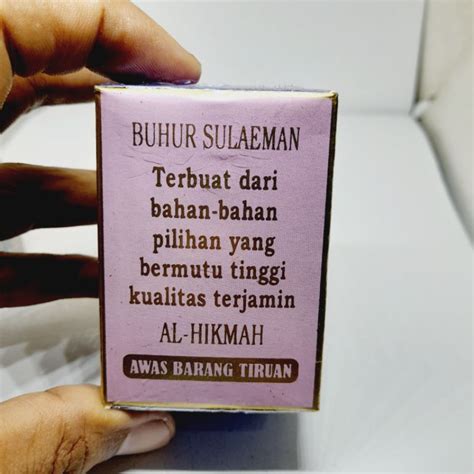 BUHUR SULAEMAN
Terbuat dari
bahan-bahan
pilihan yang
bermutu tinggi
kualitas terjamin
AL-HIKMAH
AWAS BARANG TIRUAN